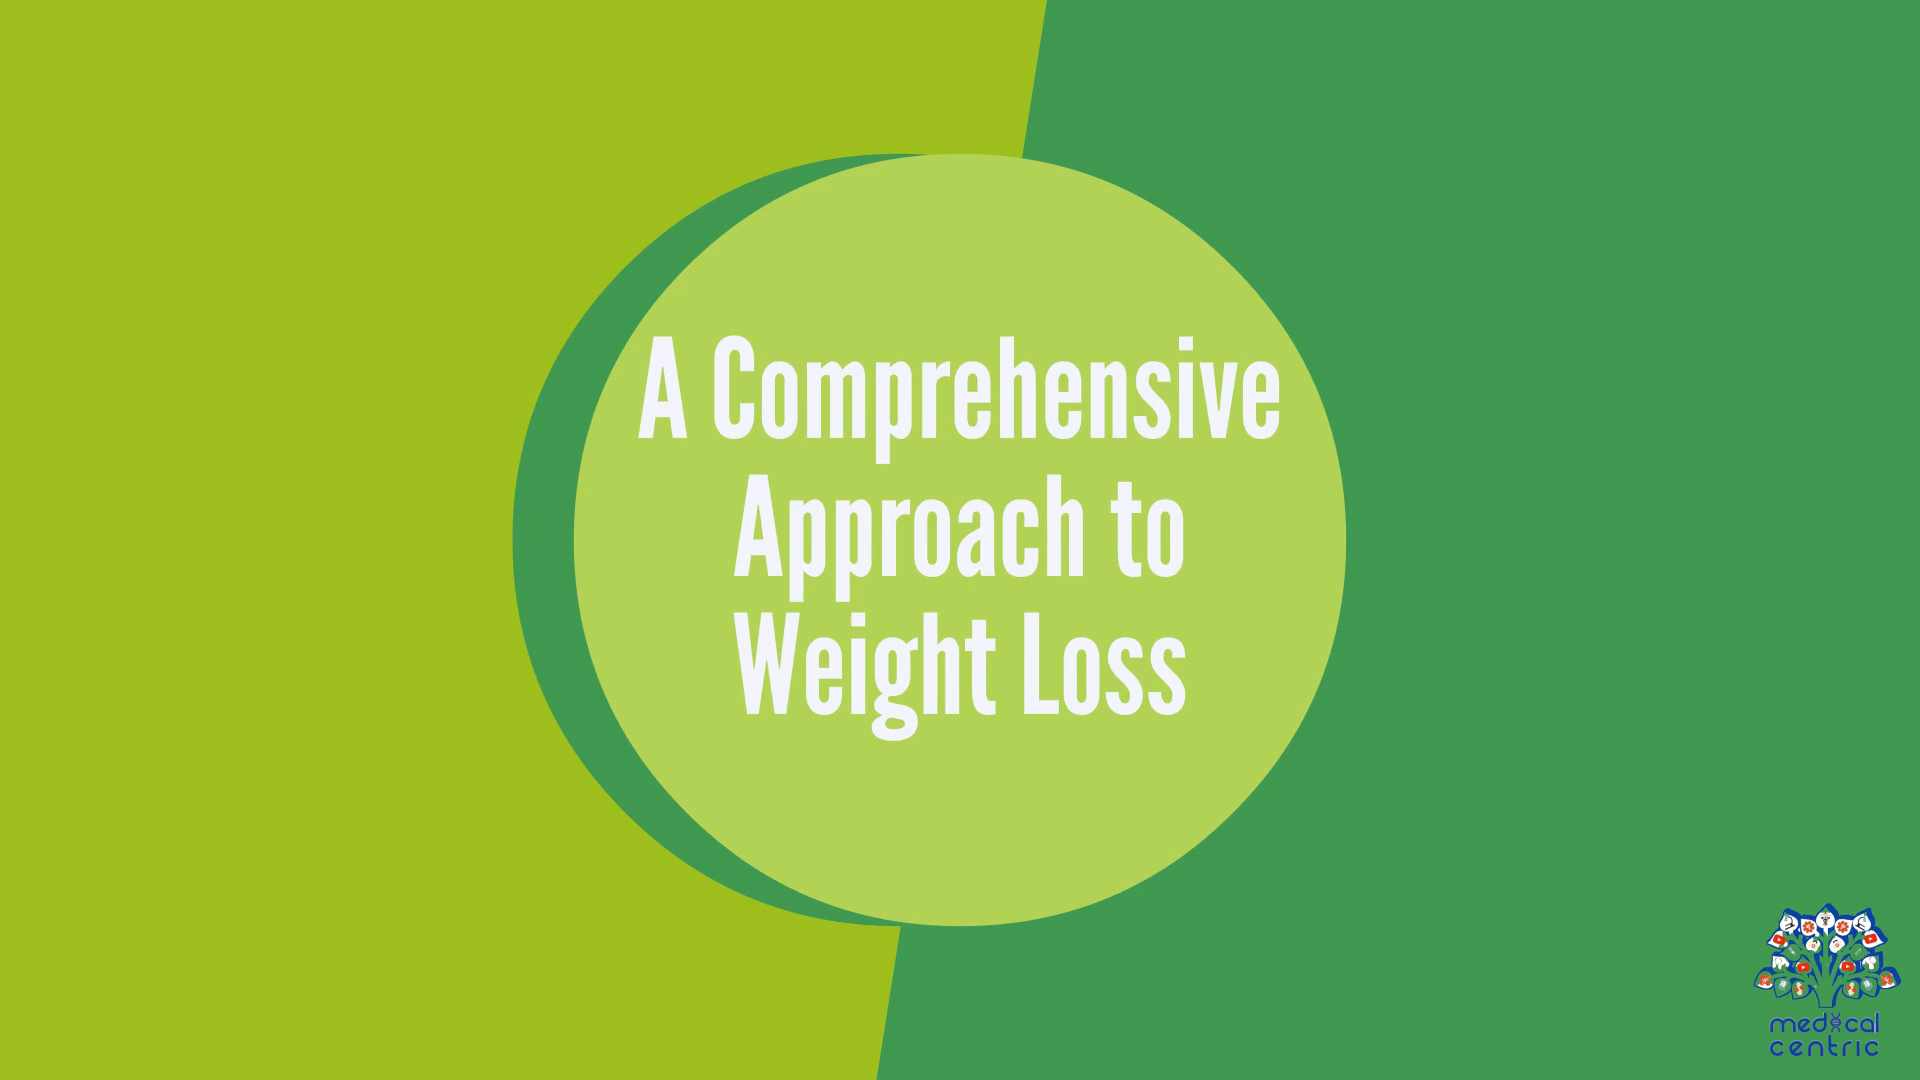 A Comprehensive
Approach to
Weight Loss
medical
centric